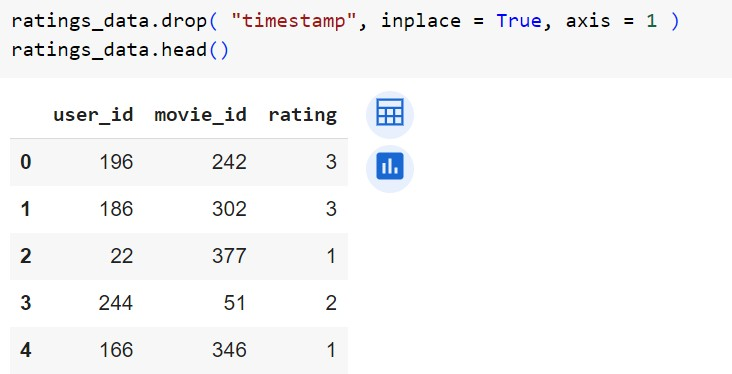 ratings_data.drop( "timestamp", inplace = True, axis = 1 )
ratings_data.head()
user_id movie_id rating
0 196 242 3
1 186 302 3
2 22 377 1
3 244 51 2
4 166 346 1